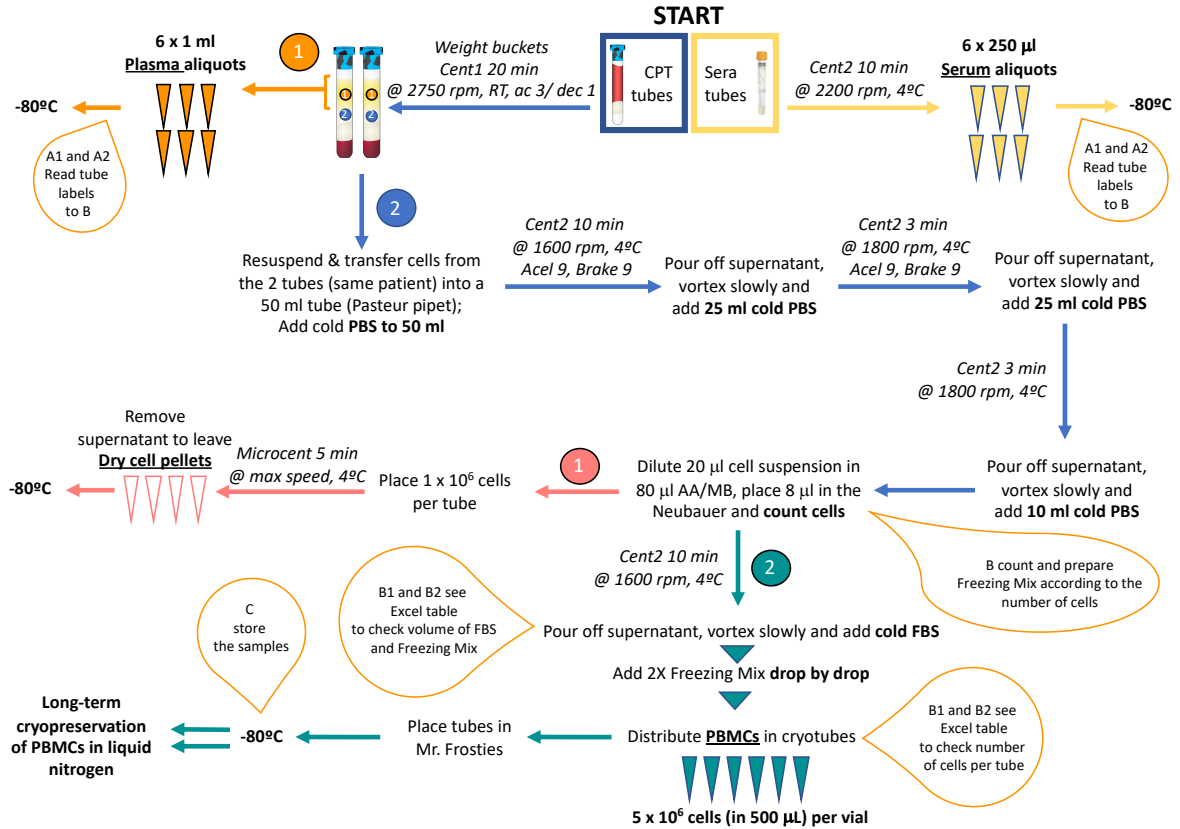 START
6 x 1 ml
Plasma aliquots
1
Weight buckets
Cent1 20 min
@ 2750 rpm, RT, ac 3/ dec 1
CPT
tubes
Sera
tubes
Cent2 10 min
@ 2200 rpm, 4ºC
6 x 250 µl
Serum aliquots
-80ºC
1
2
-80ºC
A1 and A2
Read tube
labels
to B
A1 and A2
Read tube
labels
to B
2
Resuspend & transfer cells from
the 2 tubes (same patient) into a
50 ml tube (Pasteur pipet);
Add cold PBS to 50 ml
Cent2 10 min
@ 1600 rpm, 4ºC
Acel 9, Brake 9
Pour off supernatant,
vortex slowly and
add 25 ml cold PBS
Cent2 3 min
@ 1800 rpm, 4ºC
Acel 9, Brake 9
Pour off supernatant,
vortex slowly and
add 25 ml cold PBS
Cent2 3 min
@ 1800 rpm, 4ºC
Pour off supernatant,
vortex slowly and
add 10 ml cold PBS
Dilute 20 µl cell suspension in
80 µl AA/MB, place 8 µl in the
Neubauer and count cells
B count and prepare
Freezing Mix according to the
number of cells
1
Place 1 x 10⁶ cells
per tube
Microcent 5 min
@ max speed, 4ºC
Remove
supernatant to leave
Dry cell pellets
-80ºC
Cent2 10 min
@ 1600 rpm, 4ºC
2
B1 and B2 see
Excel table
to check volume of FBS
and Freezing Mix
Pour off supernatant, vortex slowly and add cold FBS
Add 2X Freezing Mix drop by drop
Distribute PBMCs in cryotubes
B1 and B2 see
Excel table
to check number
of cells per tube
5 x 10⁶ cells (in 500 µL) per vial
Place tubes in
Mr. Frosties
C
store
the samples
-80ºC
Long-term
cryopreservation
of PBMCs in liquid
nitrogen